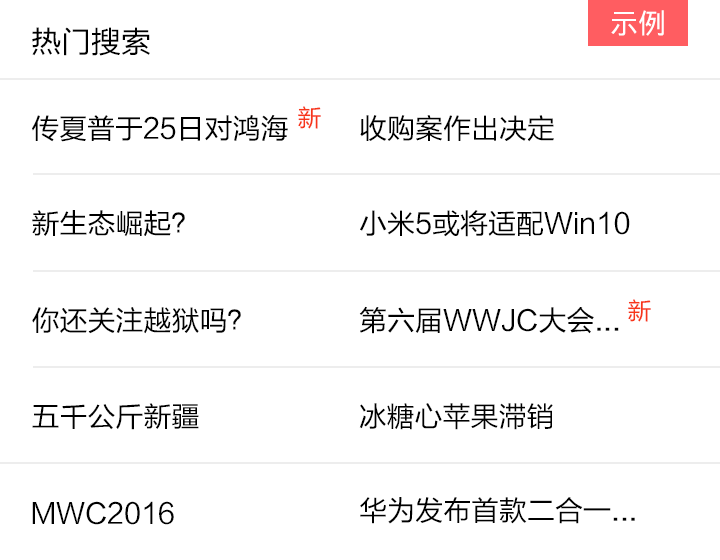 示例
热门搜索
传夏普于25日对鸿海 新
收购案作出决定
新生态崛起？
小米5或将适配Win10
你还关注越狱吗？
第六届WWJC大会... 新
五千公斤新疆
冰糖心苹果滞销
MWC2016
华为发布首款二合一...